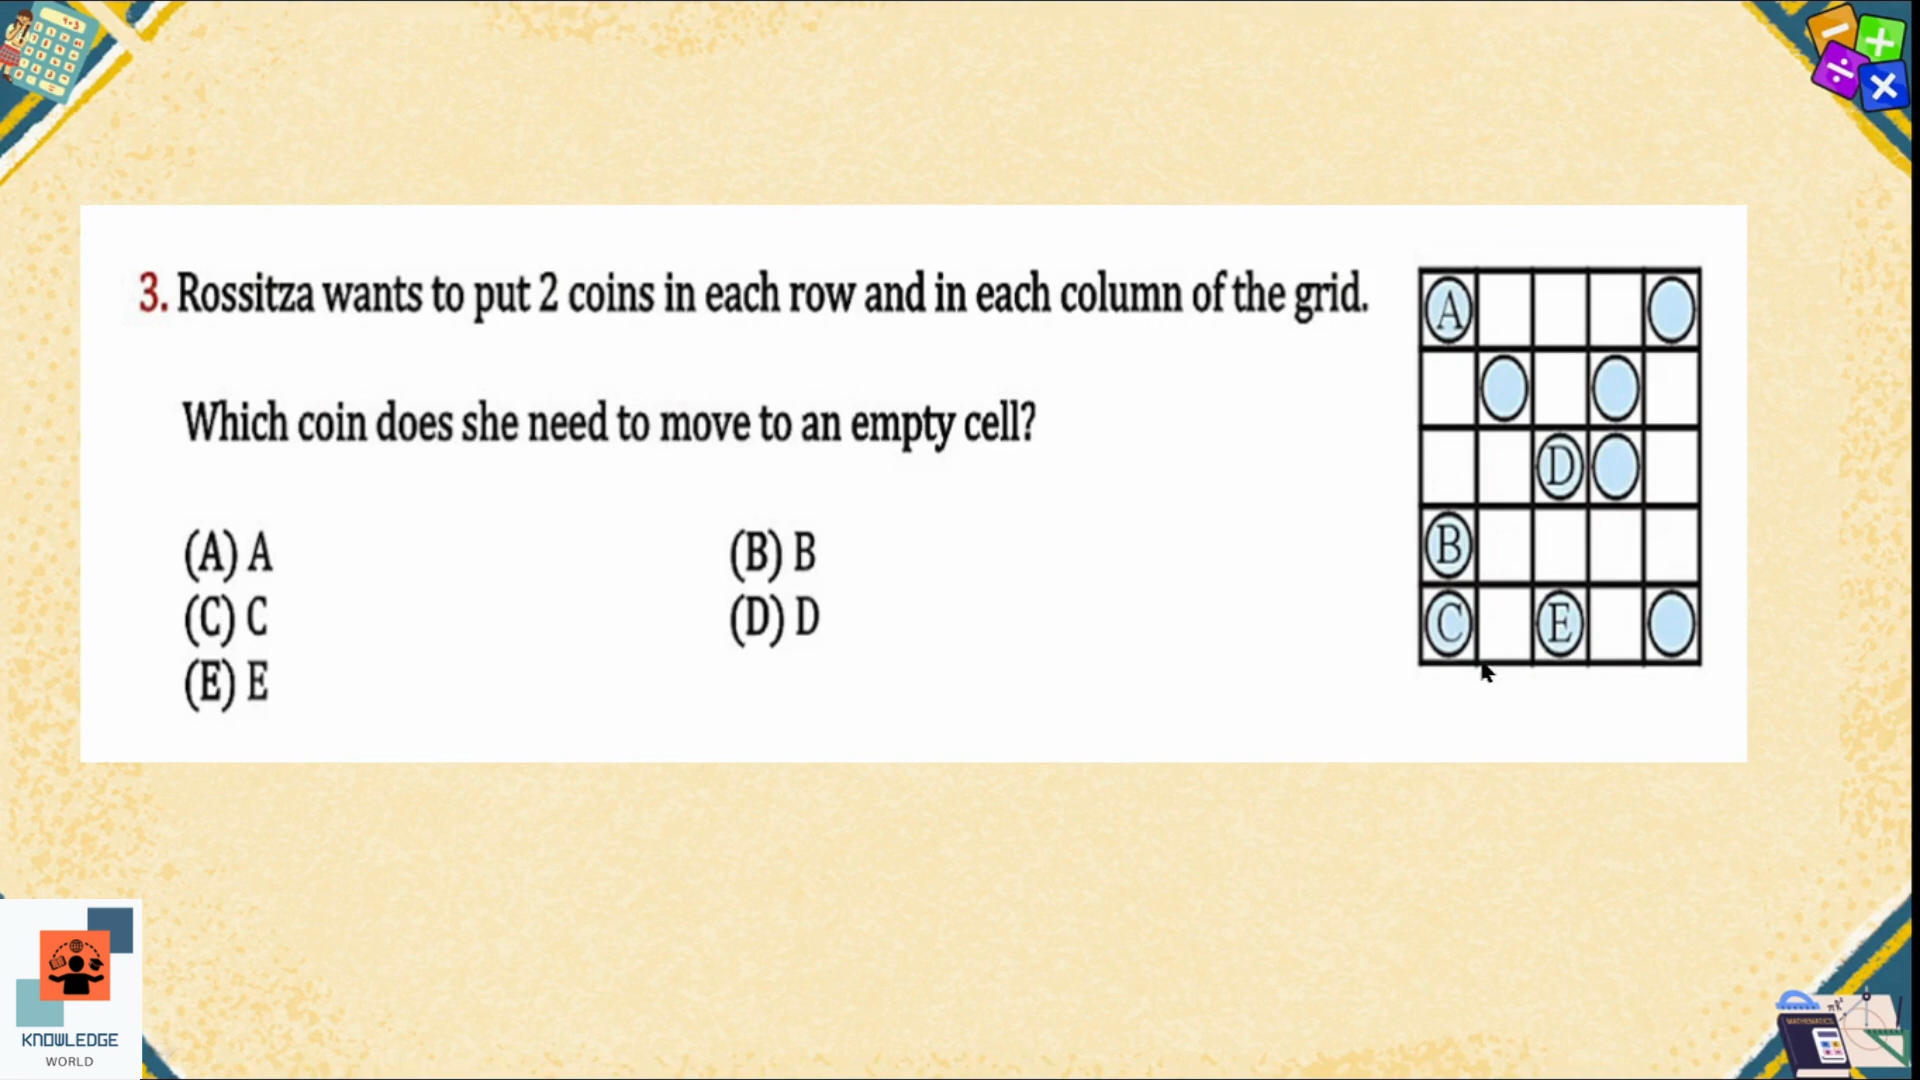 3. Rossitza wants to put 2 coins in each row and in each column of the grid.
Which coin does she need to move to an empty cell?
(A) A (B) B
(C) C (D) D
(E) E
A
D
B
C E
KNOWLEDGE
WORLD
MATHEMATICS